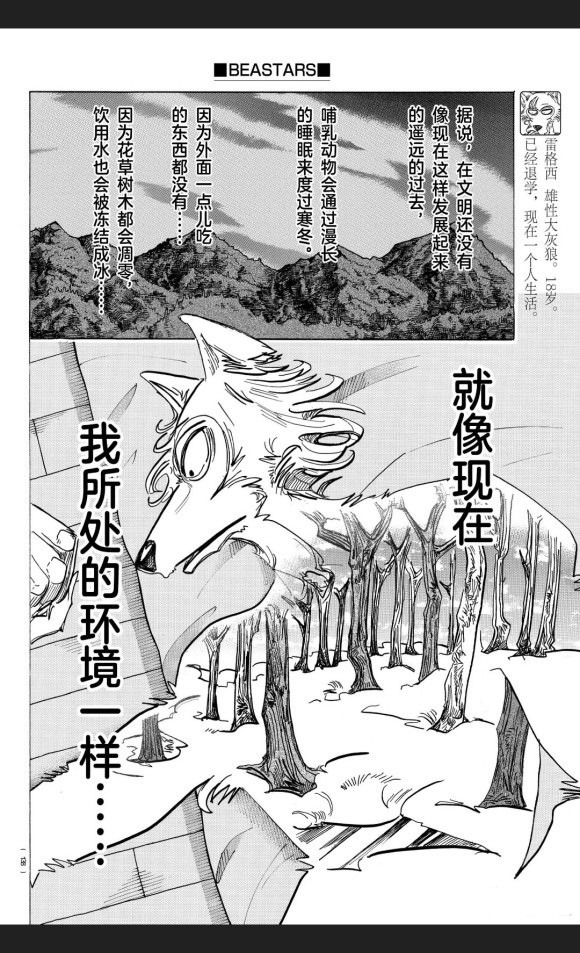 ■BEASTARS■
雷格西 雄性大灰狼。18岁。
已经退学,现在一个人生活。
据说,在文明还没有
像现在这样发展起来
的遥远的过去,
哺乳动物会通过漫长
的睡眠来度过寒冬。
因为外面一点儿吃
的东西都没有……
因为花草树木都会凋零,
饮用水也会被冻结成冰……
就像现在
我所处的环境一样……